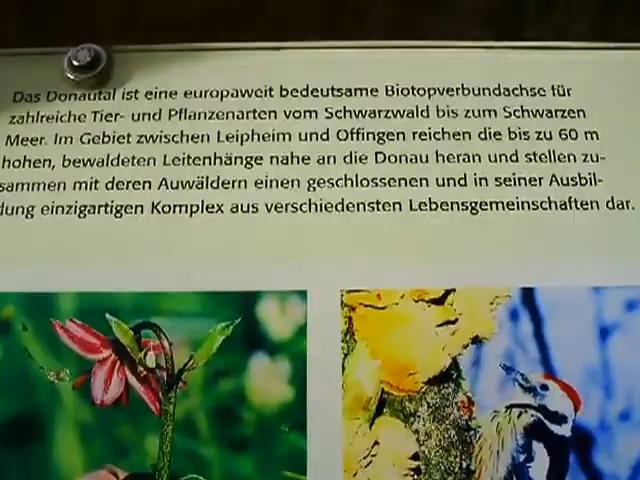 Das Donautal ist eine europaweit bedeutsame Biotopverbundachse für
zahlreiche Tier- und Pflanzenarten vom Schwarzwald bis zum Schwarzen
Meer. Im Gebiet zwischen Leipheim und Offingen reichen die bis zu 60 m
hohen, bewaldeten Leitenhänge nahe an die Donau heran und stellen zu-
sammen mit deren Auwäldern einen geschlossenen und in seiner Ausbil-
dung einzigartigen Komplex aus verschiedensten Lebensgemeinschaften dar.